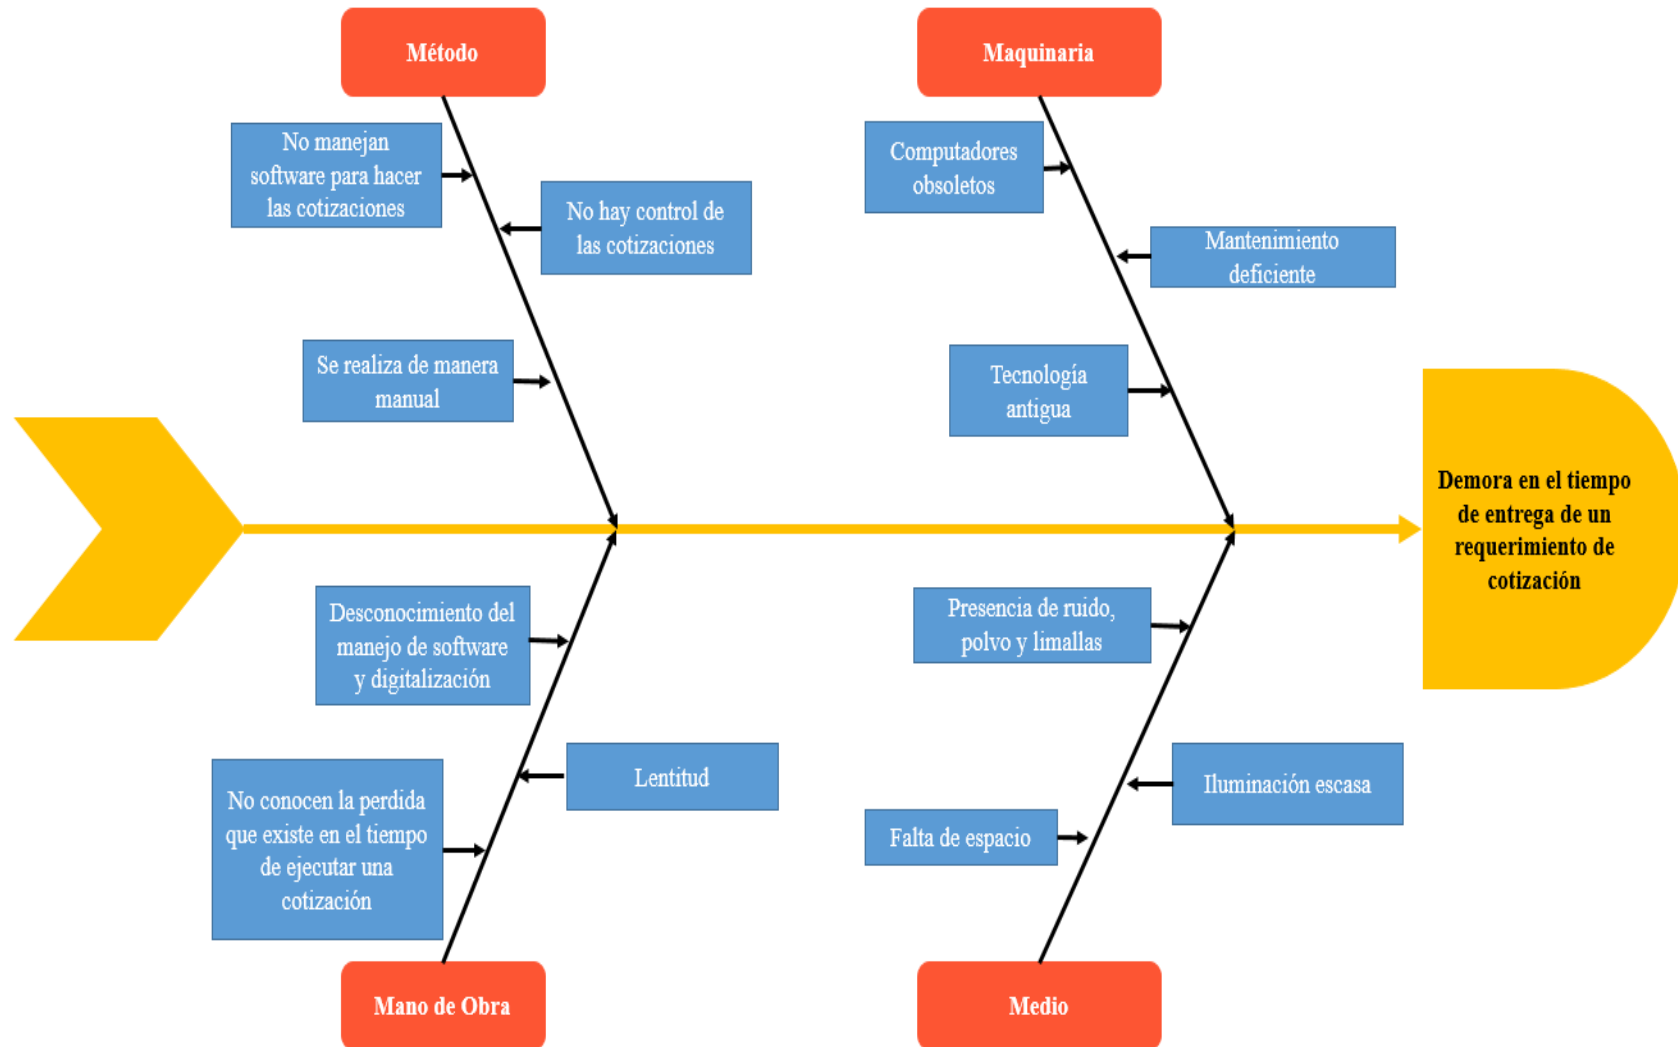 Método
Maquinaria
No manejan
software para hacer
las cotizaciones
No hay control de
las cotizaciones
Se realiza de manera
manual
Computadores
obsoletos
Mantenimiento
deficiente
Tecnología
antigua
Demora en el tiempo
de entrega de un
requerimiento de
cotización
Desconocimiento del
manejo de software
y digitalización
Lentitud
No conocen la perdida
que existe en el tiempo
de ejecutar una
cotización
Presencia de ruido,
polvo y limallas
Iluminación escasa
Falta de espacio
Mano de Obra
Medio